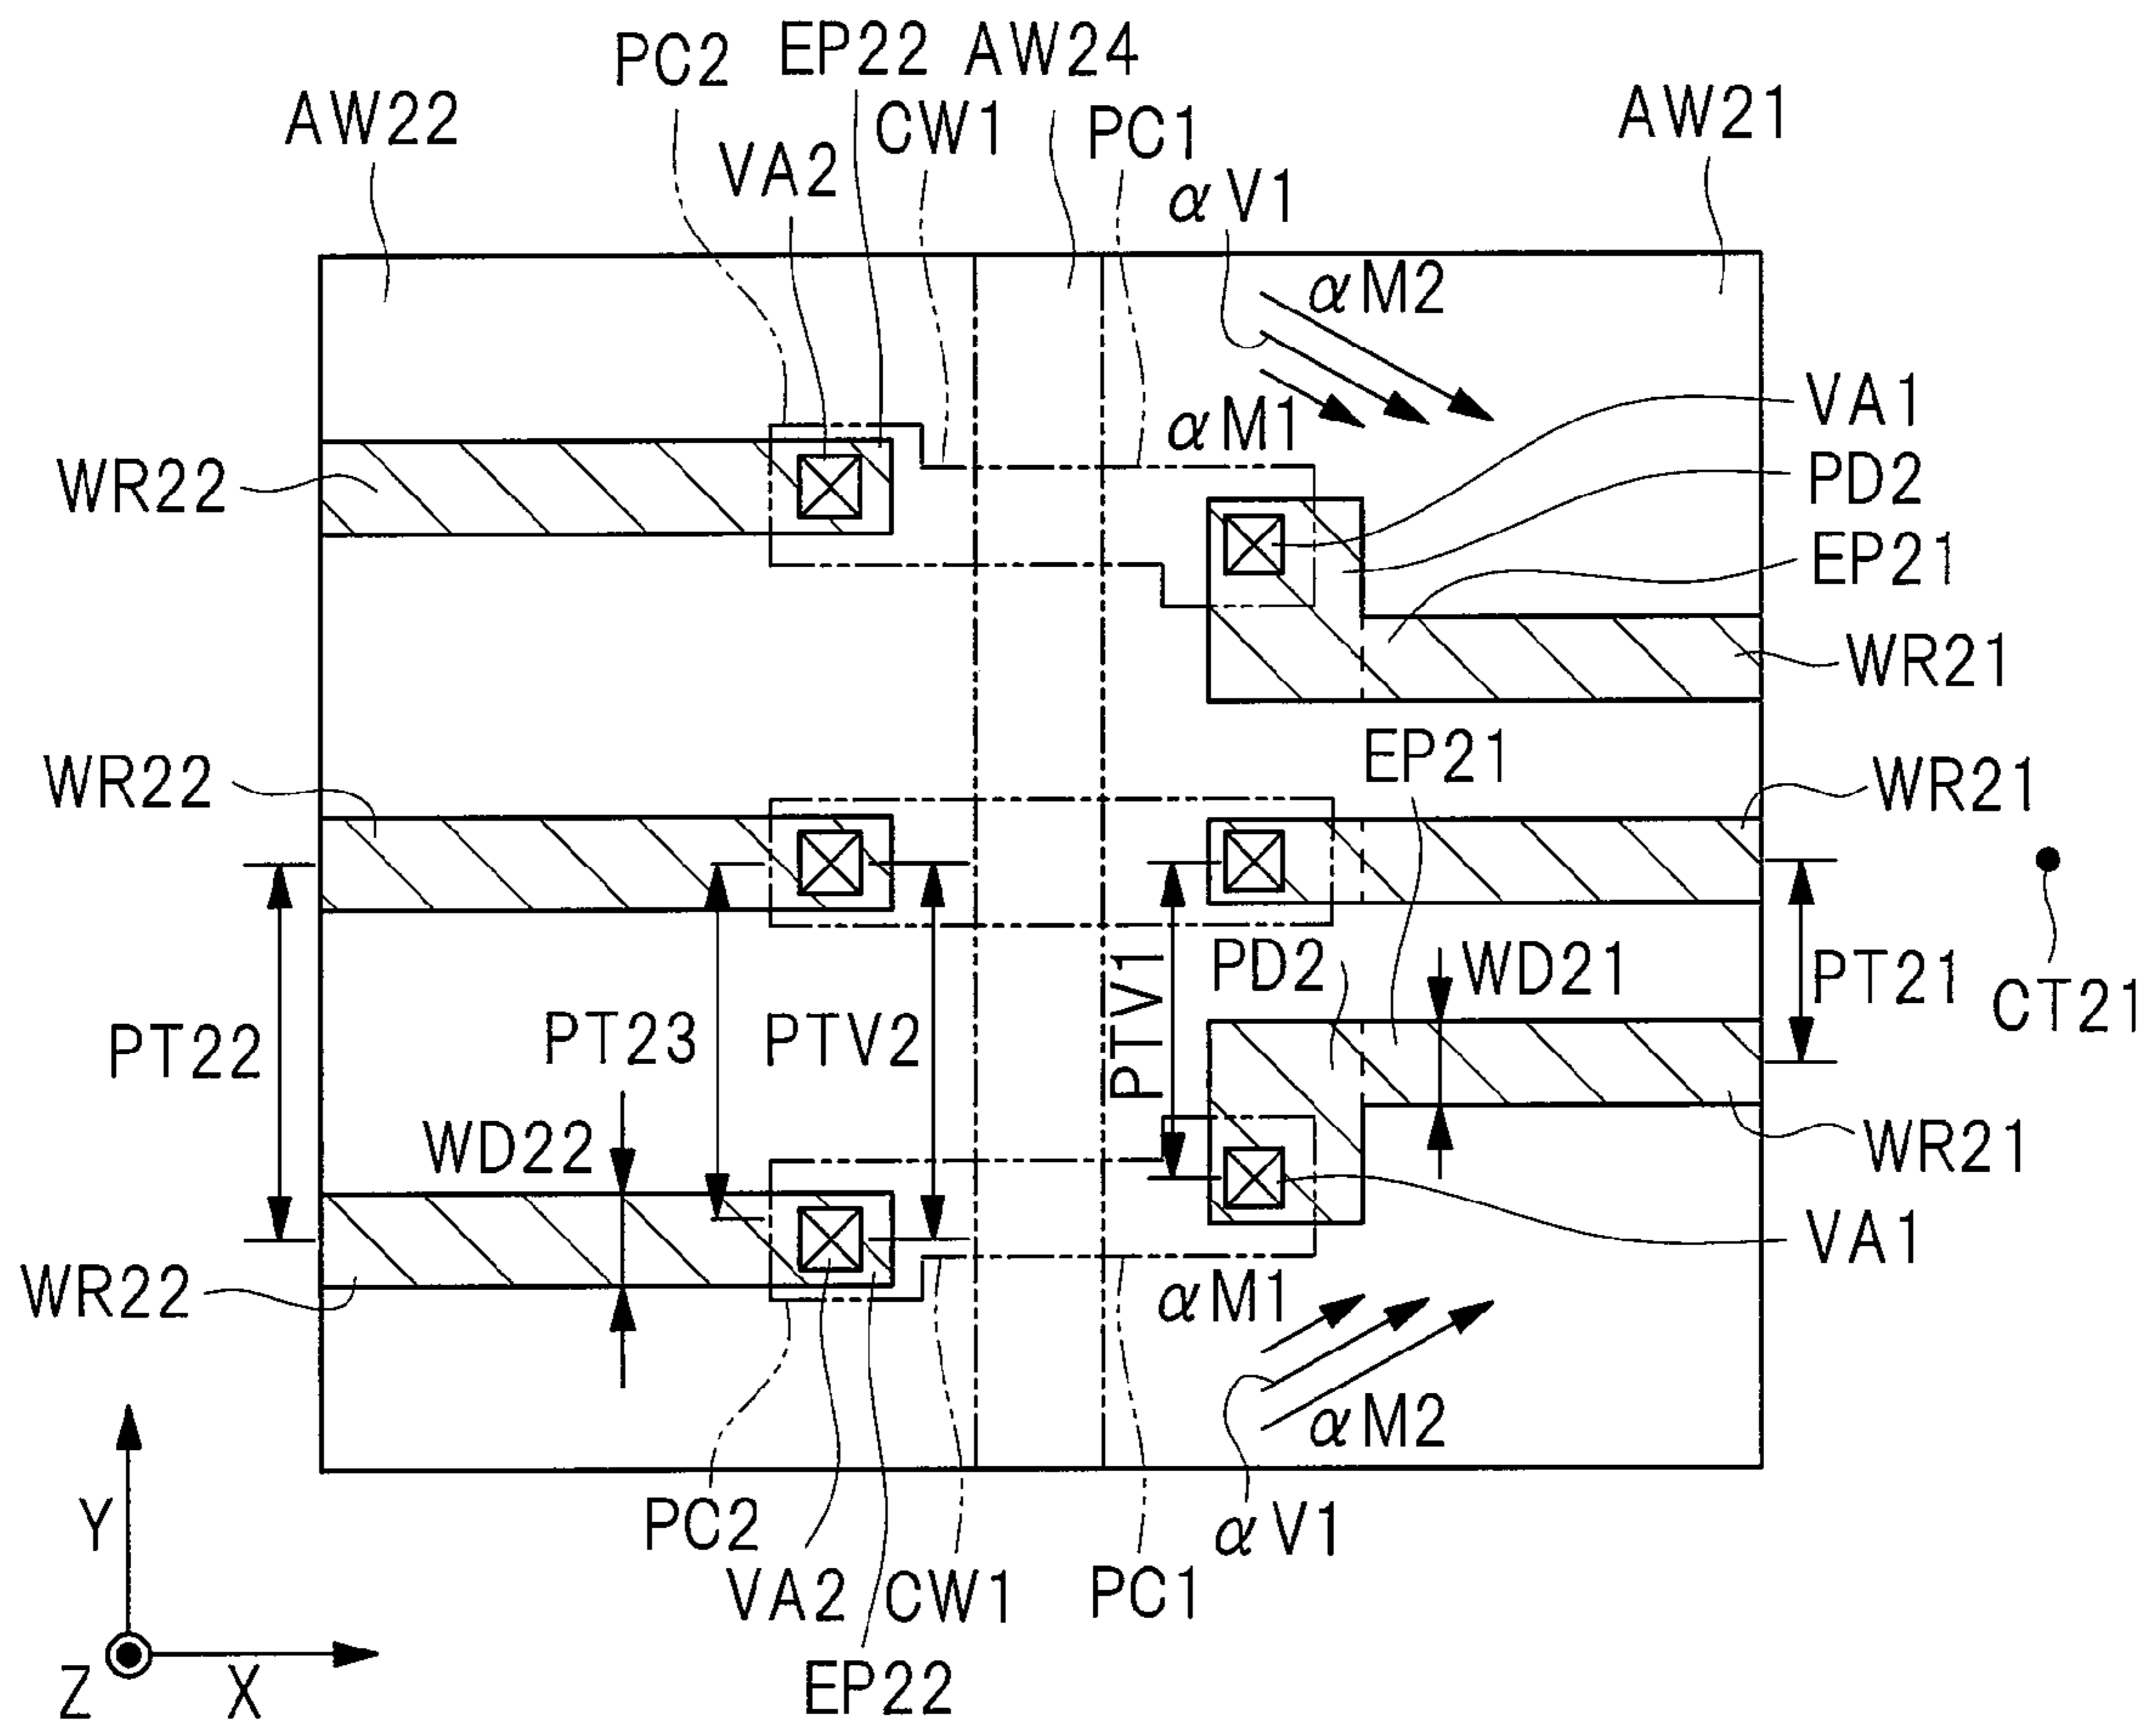 PC2 EP22 AW24
AW22 VA2 CW1 PC1 AW21
αV1
αM2
αM1
VA1
PD2
EP21
WR22
WR21
EP21
WR22
WR21
PD2 WD21
PT21
CT21
PT22
PT23
PTV2
PTV1
WD22
WR21
VA1
WR22
αM1
αM2
PC2
αV1
VA2 CW1 PC1
EP22
Y
Z X